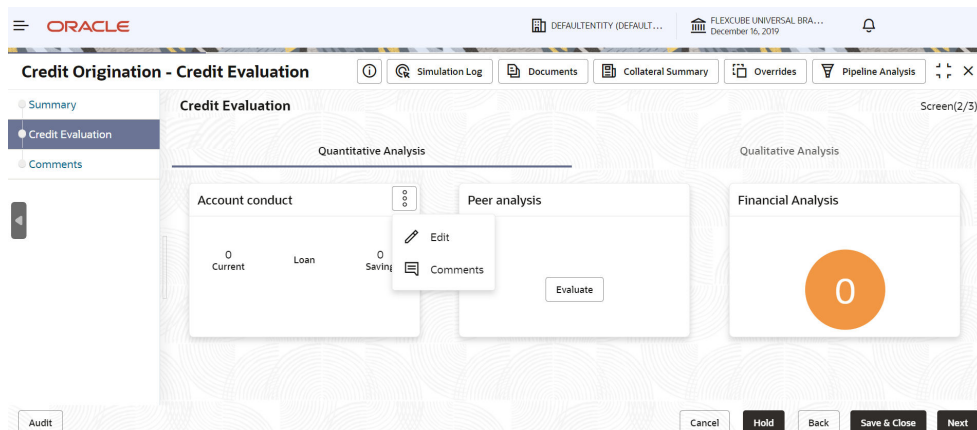 ORACLE
DEFAULTENTITY (DEFAULT...
FLEXCUBE UNIVERSAL BRA...
December 16, 2019
Credit Origination - Credit Evaluation
Simulation Log
Documents
Collateral Summary
Overrides
Pipeline Analysis
Summary
Credit Evaluation
Comments
Credit Evaluation
Screen(2/3)
Quantitative Analysis
Qualitative Analysis
Account conduct
Peer analysis
Financial Analysis
0
Current
Loan
0
Saving
Edit
Comments
Evaluate
0
Audit
Cancel
Hold
Back
Save & Close
Next